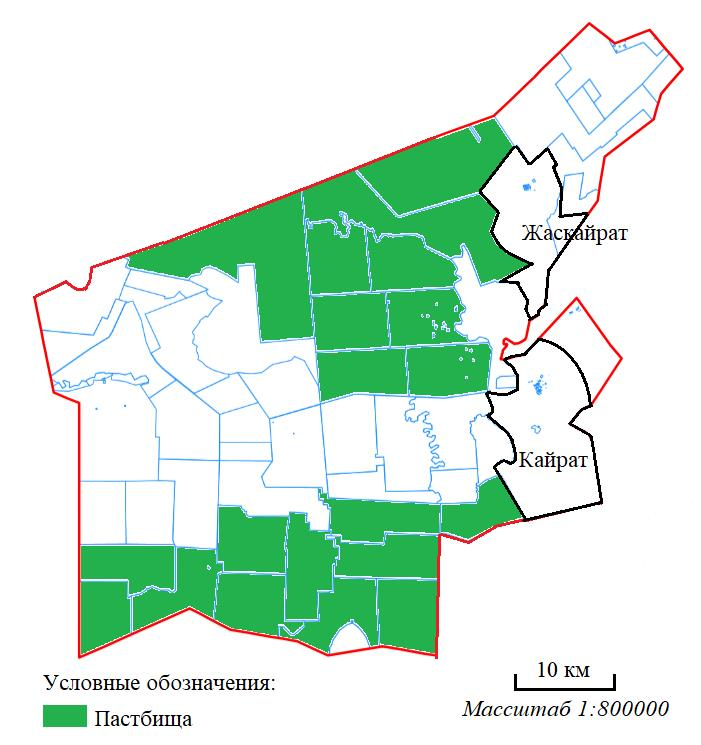 Жаскайрат
Кайрат
10 км
Масштаб 1:800000
Условные обозначения:
Пастбища